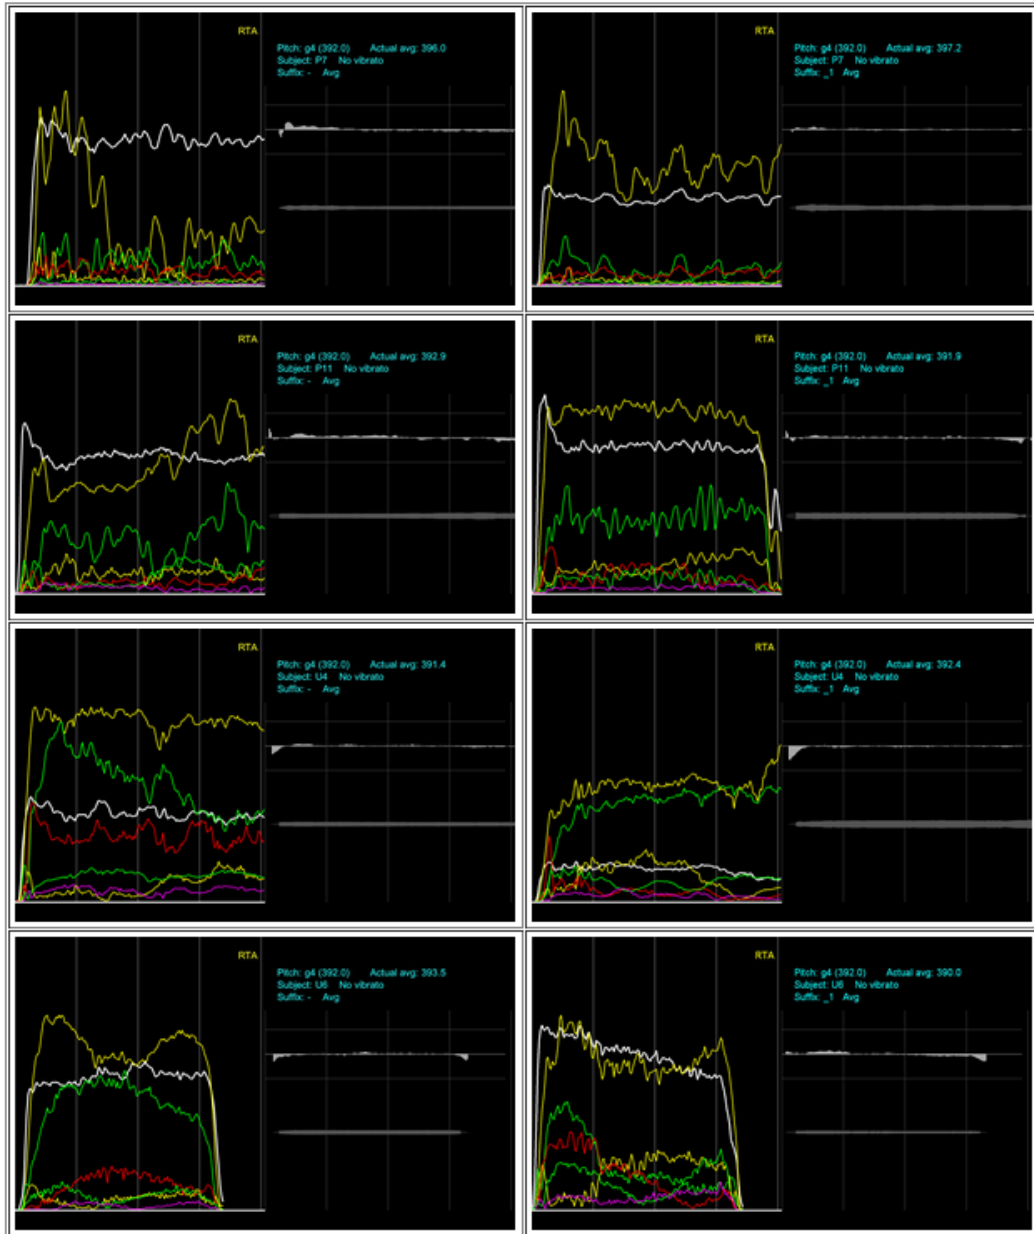 RTA
Pitch: g4 (392.0) Actual avg: 396.0
Subject: P7 No vibrato
Suffix: - Avg
RTA
Pitch: g4 (392.0) Actual avg: 397.2
Subject: P7 No vibrato
Suffix: _1 Avg
RTA
Pitch: g4 (392.0) Actual avg: 392.9
Subject: P11 No vibrato
Suffix: - Avg
RTA
Pitch: g4 (392.0) Actual avg: 391.9
Subject: P11 No vibrato
Suffix: _1 Avg
RTA
Pitch: g4 (392.0) Actual avg: 391.4
Subject: U4 No vibrato
Suffix: - Avg
RTA
Pitch: g4 (392.0) Actual avg: 392.4
Subject: U4 No vibrato
Suffix: _1 Avg
RTA
Pitch: g4 (392.0) Actual avg: 393.5
Subject: U6 No vibrato
Suffix: - Avg
RTA
Pitch: g4 (392.0) Actual avg: 390.0
Subject: U6 No vibrato
Suffix: _1 Avg